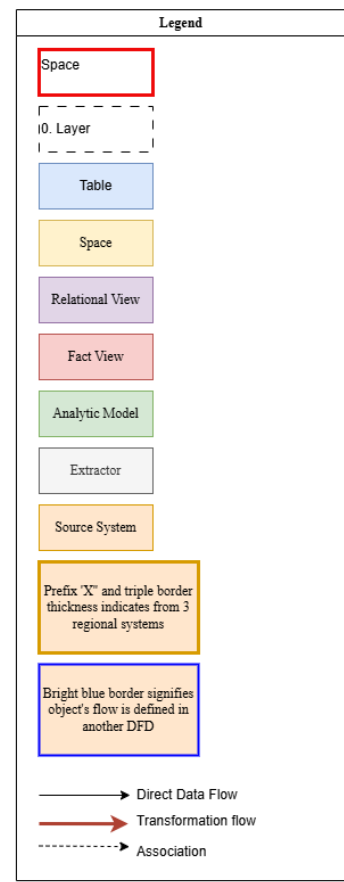 Legend
Space
0. Layer
Table
Space
Relational View
Fact View
Analytic Model
Extractor
Source System
Prefix "X" and triple border
thickness indicates from 3
regional systems
Bright blue border signifies
object's flow is defined in
another DFD
Direct Data Flow
Transformation flow
Association